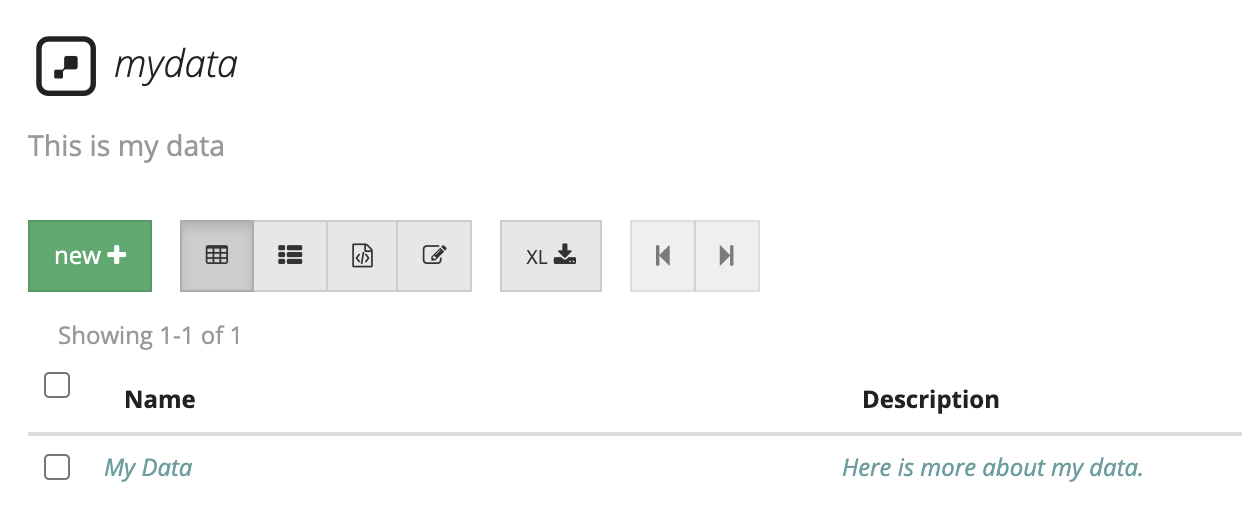 mydata
This is my data
new
XL
Showing 1-1 of 1
Name Description
My Data Here is more about my data.